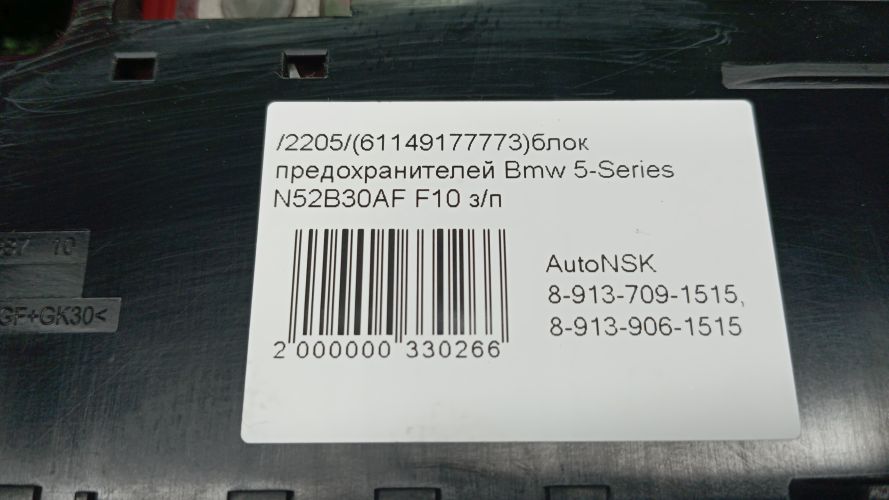 /2205/(61149177773)блок
предохранителей Bmw 5-Series
N52B30AF F10 з/п
AutoNSK
8-913-709-1515,
8-913-906-1515
2 000000 330266
10
GF+GK30<